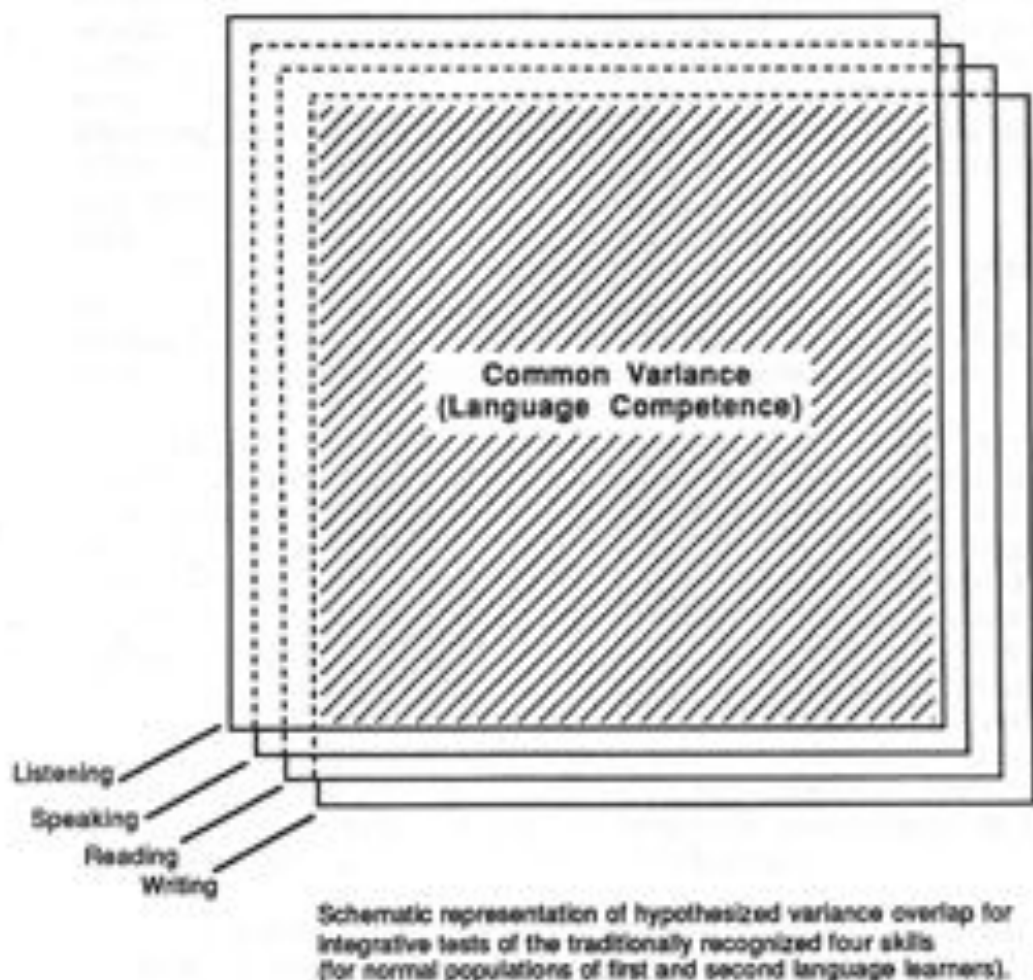 Common Variance
(Language Competence)
Listening
Speaking
Reading
Writing
Schematic representation of hypothesized variance overlap for
integrative tests of the traditionally recognized four skills
(for normal populations of first and second language learners).